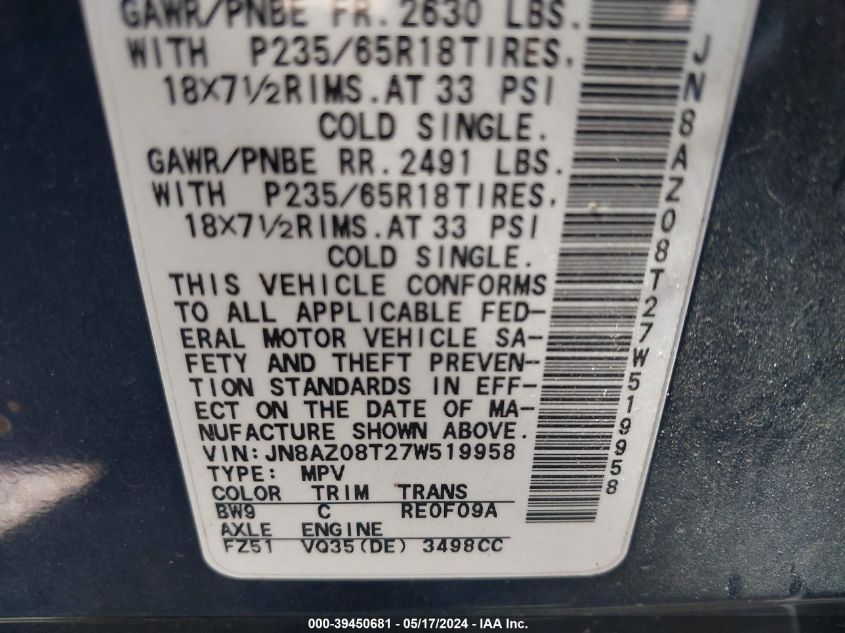 GAWR/PNBE FR. 2630 LBS.
WITH P235/65R18TIRES.
18X7½RIMS.AT 33 PSI
COLD SINGLE.
GAWR/PNBE RR. 2491 LBS.
WITH P235/65R18TIRES.
18X7½RIMS.AT 33 PSI
COLD SINGLE.
THIS VEHICLE CONFORMS
TO ALL APPLICABLE FED-
ERAL MOTOR VEHICLE SA-
FETY AND THEFT PREVEN-
TION STANDARDS IN EFF-
ECT ON THE DATE OF MA-
NUFACTURE SHOWN ABOVE.
VIN:JN8AZ08T27W519958
TYPE: MPV
COLOR TRIM TRANS
BW9 C RE0F09A
AXLE ENGINE
FZ51 VQ35(DE) 3498CC
JN8AZ08T27W519958
000-39450681 - 05/17/2024 - IAA Inc.